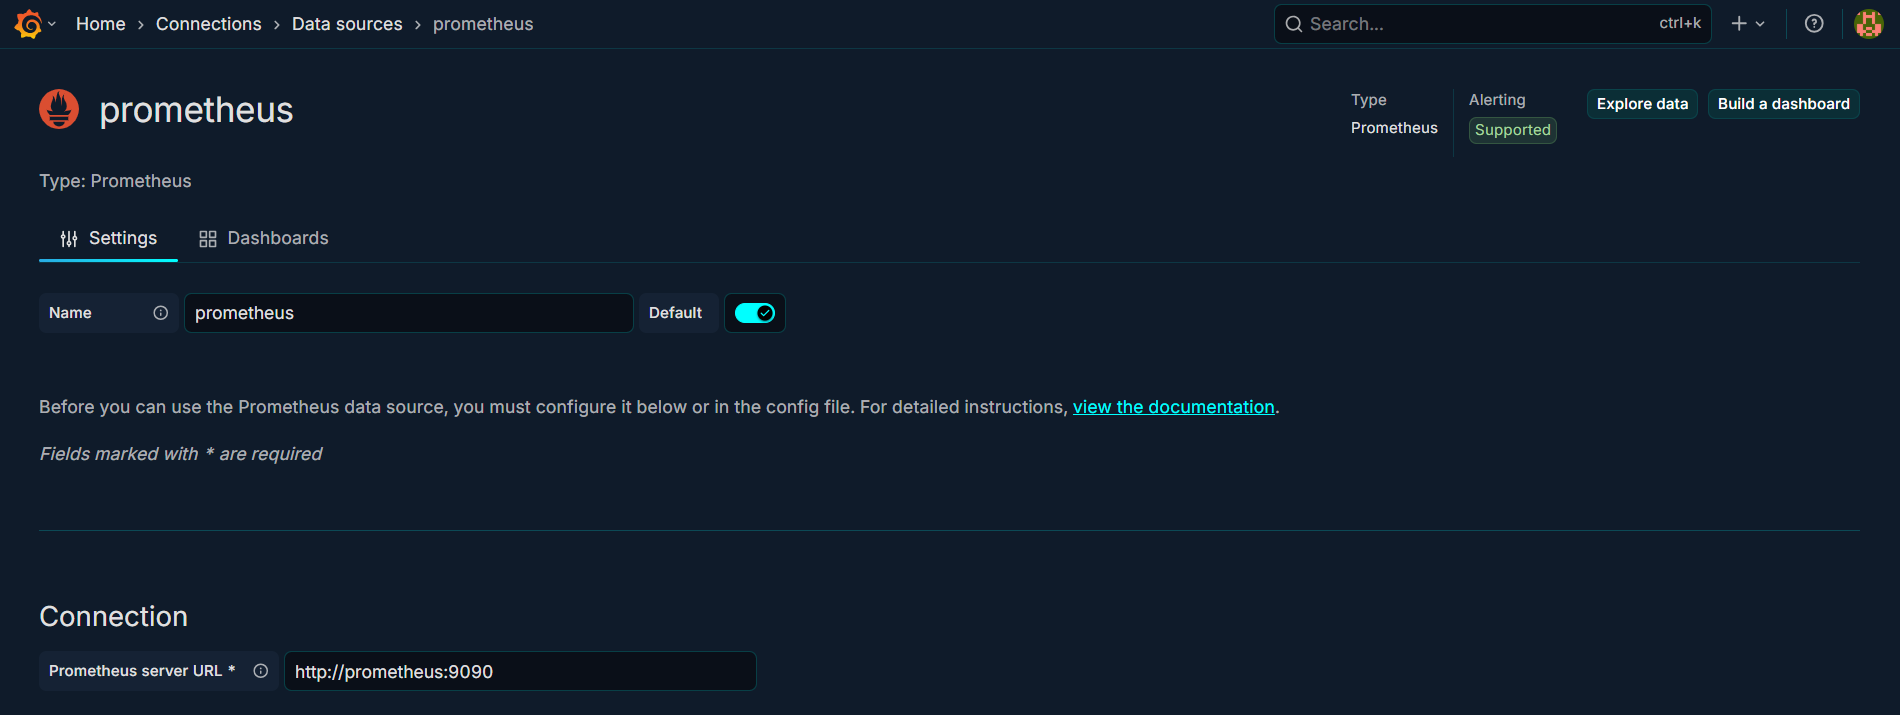 Home › Connections › Data sources › prometheus
Search... ctrl+k
prometheus
Type
Prometheus
Alerting
Supported
Explore data
Build a dashboard
Type: Prometheus
Settings
Dashboards
Name prometheus Default
Before you can use the Prometheus data source, you must configure it below or in the config file. For detailed instructions, view the documentation.
Fields marked with * are required
Connection
Prometheus server URL * http://prometheus:9090